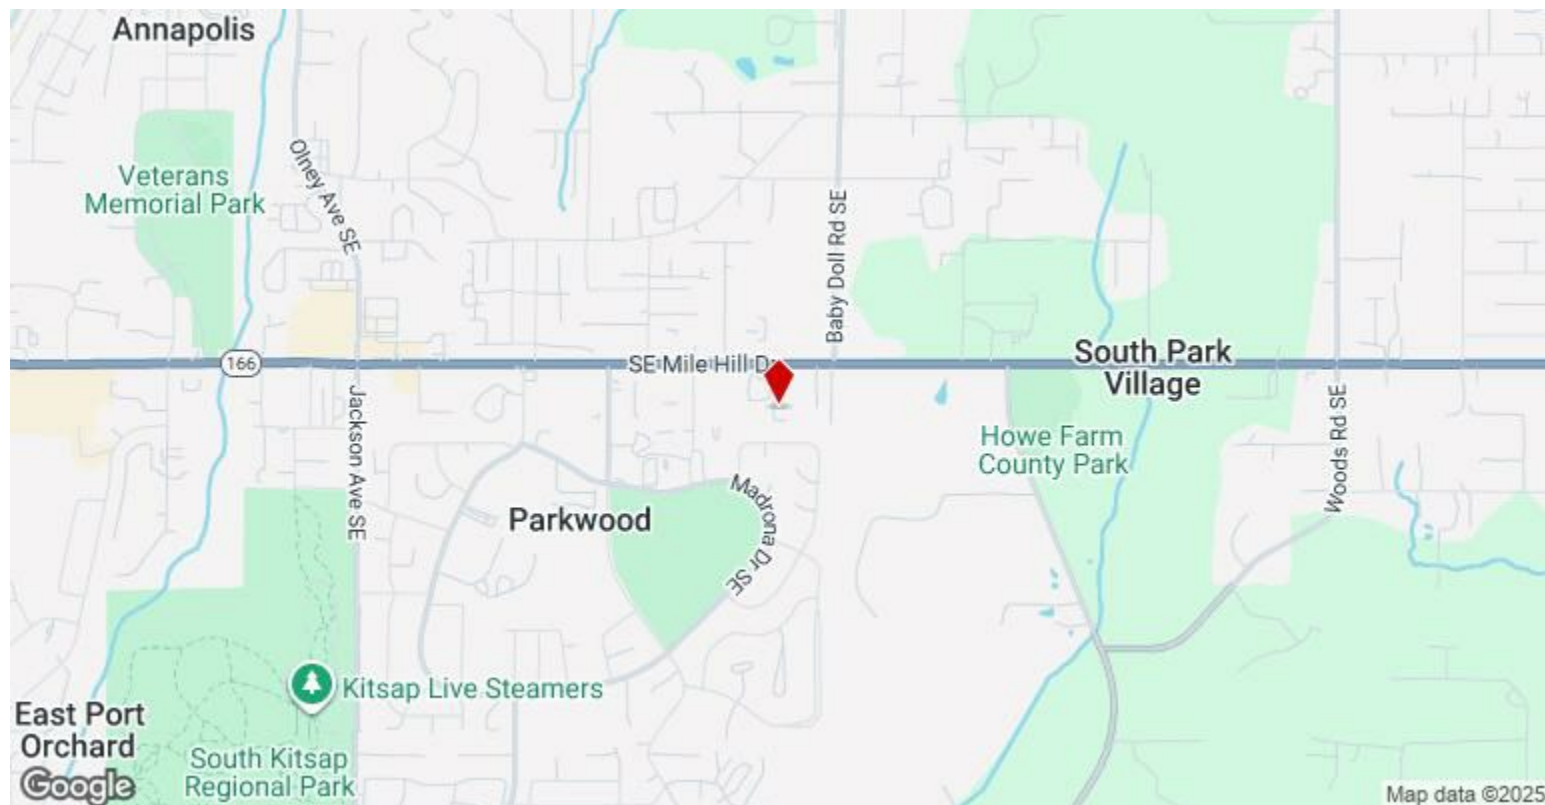 Annapolis
Veterans
Memorial Park
Olney Ave SE
Baby Doll Rd SE
166
SE Mile Hill Dr
South Park
Village
Jackson Ave SE
Howe Farm
County Park
Woods Rd SE
Madrona Dr SE
Parkwood
Kitsap Live Steamers
East Port
Orchard
South Kitsap
Regional Park
Google
Map data ©2025